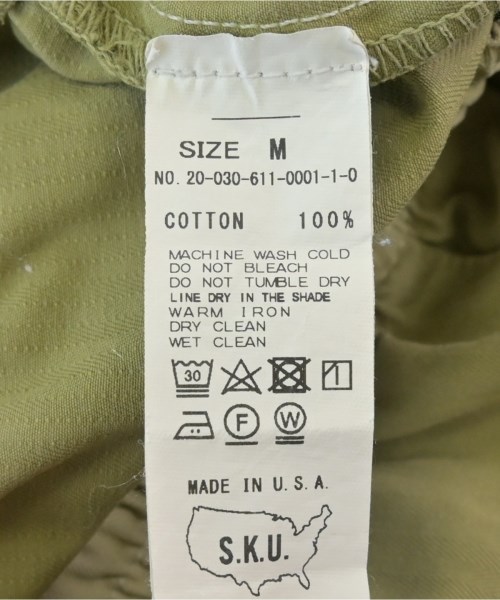 SIZE M
NO. 20-030-611-0001-1-0
COTTON 100%
MACHINE WASH COLD
DO NOT BLEACH
DO NOT TUMBLE DRY
LINE DRY IN THE SHADE
WARM IRON
DRY CLEAN
WET CLEAN
30
F W
MADE IN U.S.A.
S.K.U.